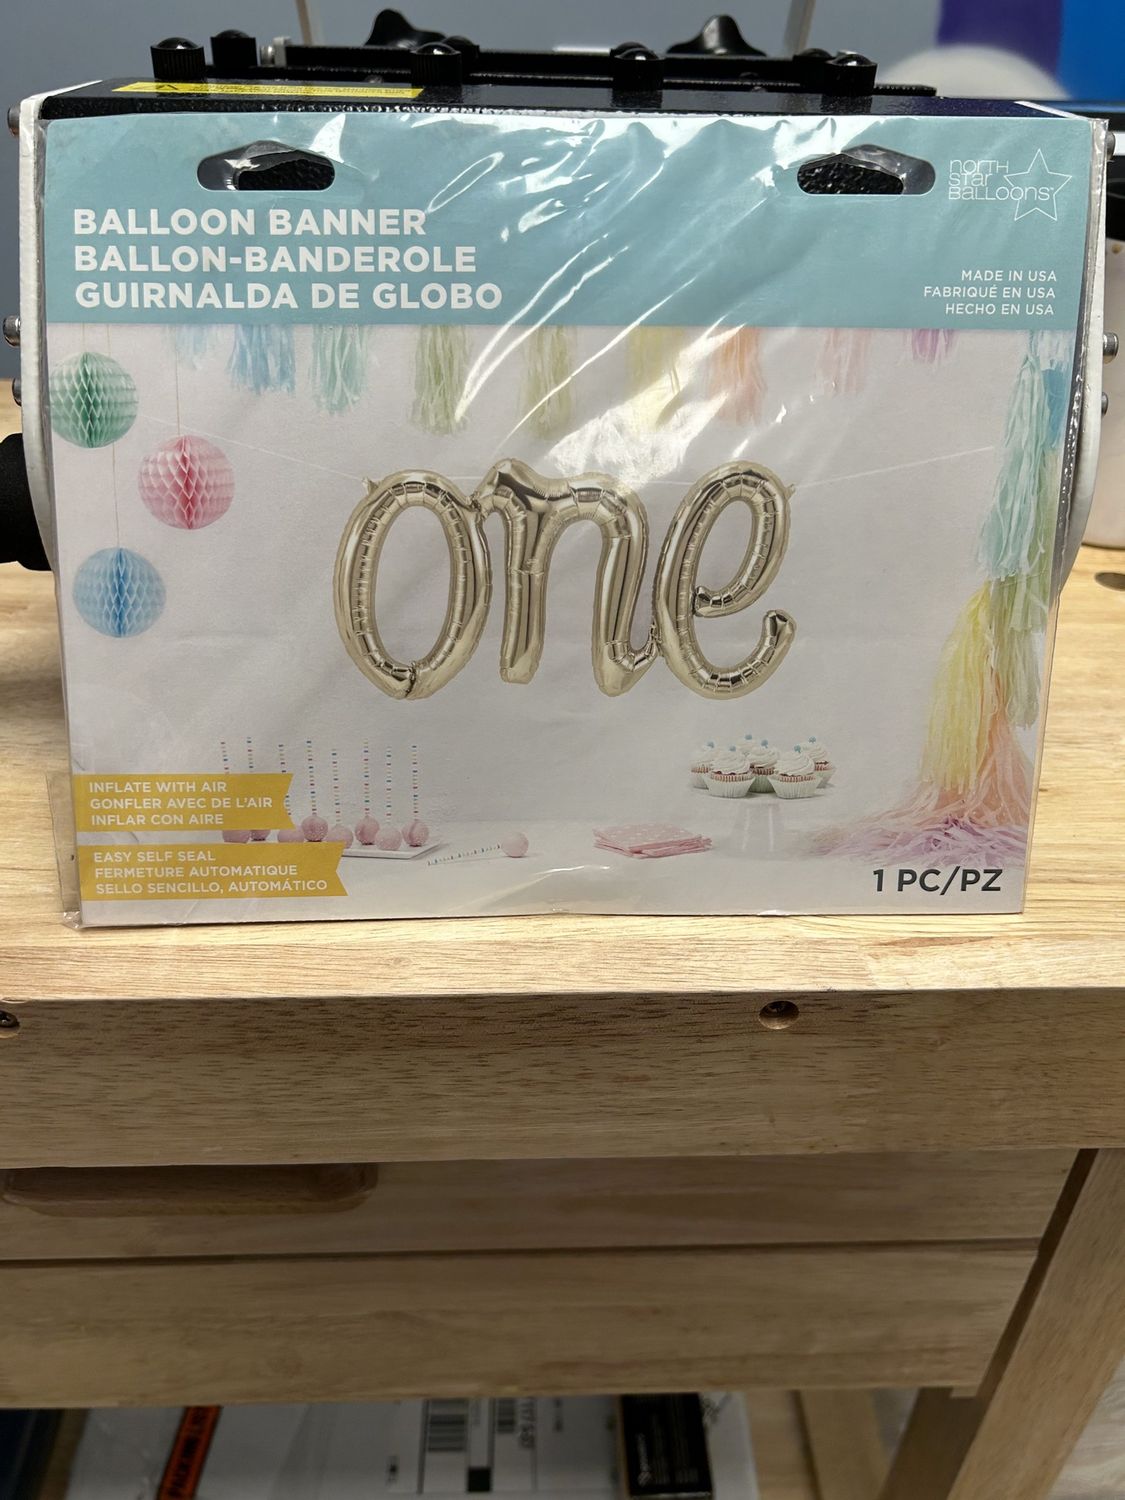 north
star
balloons
BALLOON BANNER
BALLON-BANDEROLE
GUIRNALDA DE GLOBO
MADE IN USA
FABRIQUÉ EN USA
HECHO EN USA
one
INFLATE WITH AIR
GONFLER AVEC DE L'AIR
INFLAR CON AIRE
EASY SELF SEAL
FERMETURE AUTOMATIQUE
SELLO SENCILLO, AUTOMÁTICO
1 PC/PZ